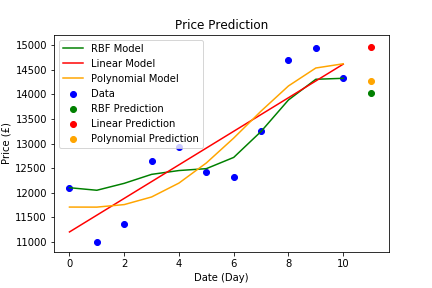 Price Prediction
15000
14500
14000
13500
13000
12500
12000
11500
11000
Price (£)
RBF Model
Linear Model
Polynomial Model
Data
RBF Prediction
Linear Prediction
Polynomial Prediction
0 2 4 6 8 10
Date (Day)